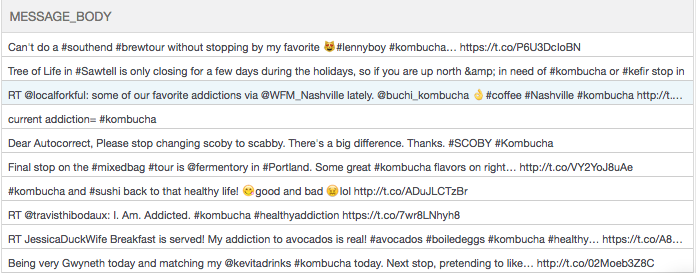 MESSAGE_BODY
Can't do a #southend #brewtour without stopping by my favorite 😻#lennyboy #kombucha… https://t.co/P6U3DcIoBN
Tree of Life in #Sawtell is only closing for a few days during the holidays, so if you are up north &amp; in need of #kombucha or #kefir stop in
RT @localforkful: some of our favorite addictions via @WFM_Nashville lately. @buchi_kombucha 👌#coffee #Nashville #kombucha http://t.…
current addiction= #kombucha
Dear Autocorrect, Please stop changing scoby to scabby. There's a big difference. Thanks. #SCOBY #Kombucha
Final stop on the #mixedbag #tour is @fermentory in #Portland. Some great #kombucha flavors on right… http://t.co/VY2YoJ8uAe
#kombucha and #sushi back to that healthy life! 😋good and bad 😉lol http://t.co/ADuJLCTzBr
RT @travisthibodaux: I. Am. Addicted. #kombucha #healthyaddiction https://t.co/7wr8LNhyh8
RT JessicaDuckWife Breakfast is served! My addiction to avocados is real! #avocados #boiledeggs #kombucha #healthy… https://t.co/A8…
Being very Gwyneth today and matching my @kevitadrinks #kombucha today. Next stop, pretending to like… http://t.co/02Moeb3Z8C